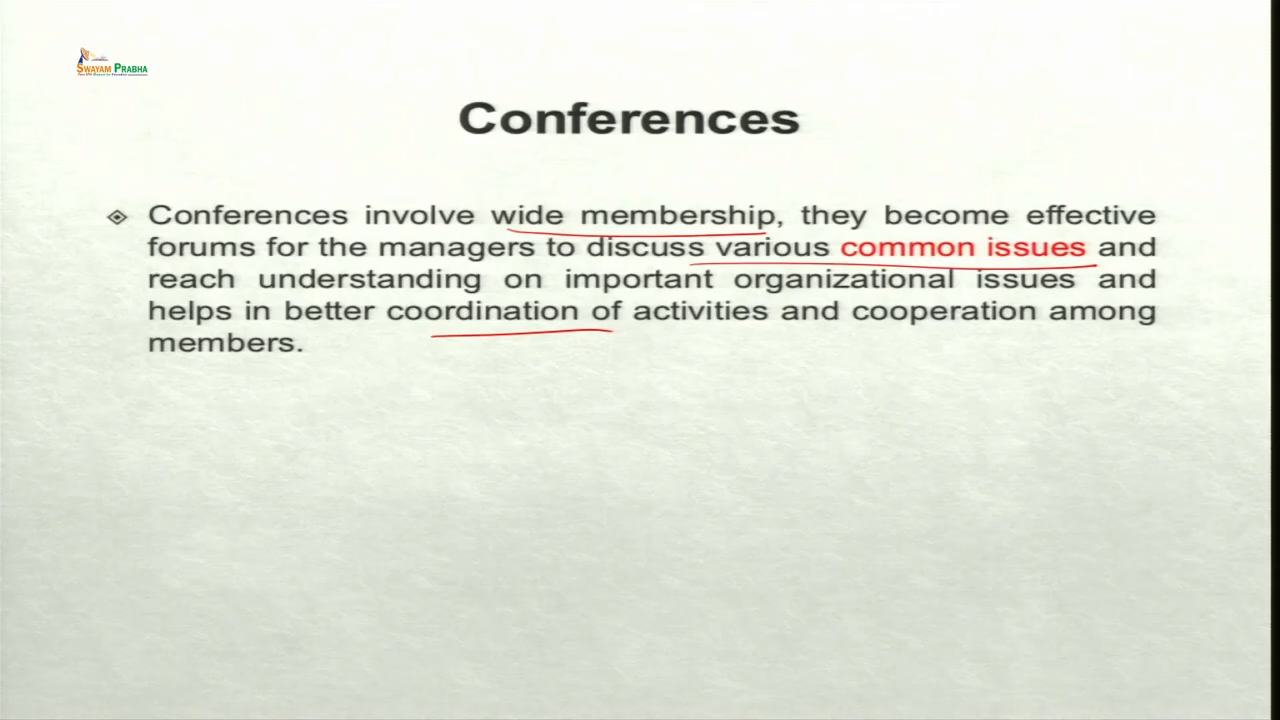 SWAYAM PRABHA
Conferences
Conferences involve wide membership, they become effective
forums for the managers to discuss various common issues and
reach understanding on important organizational issues and
helps in better coordination of activities and cooperation among
members.